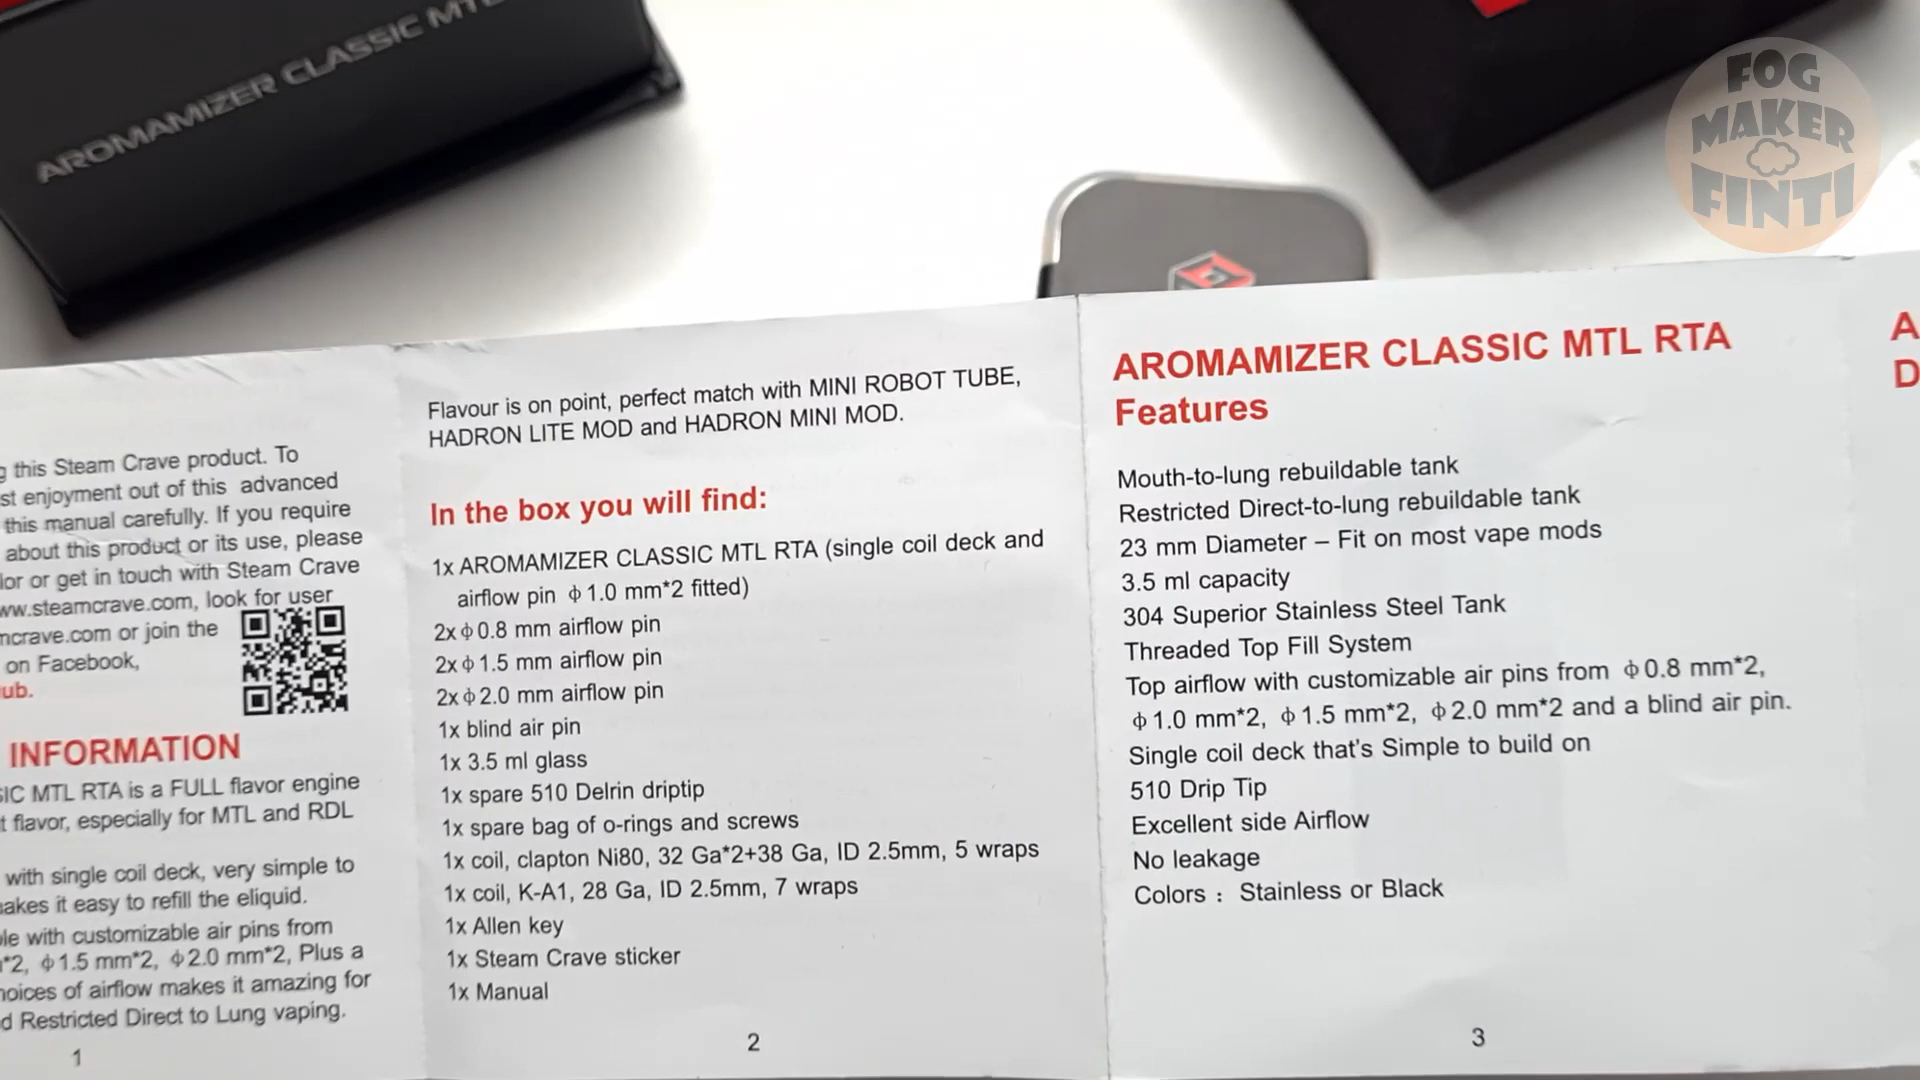 AROMAMIZER CLASSIC MT
FOG
MAKER
FINTI
this Steam Crave product. To
enjoyment out of this advanced
this manual carefully. If you require
about this product or its use, please
or get in touch with Steam Crave
www.steamcrave.com, look for user
or join the
on Facebook,
INFORMATION
MTL RTA is a FULL flavor engine
flavor, especially for MTL and RDL
with single coil deck, very simple to
makes it easy to refill the eliquid.
with customizable air pins from
*2, ϕ1.5 mm*2, ϕ2.0 mm*2, Plus a
choices of airflow makes it amazing for
Restricted Direct to Lung vaping.
1
Flavour is on point, perfect match with MINI ROBOT TUBE,
HADRON LITE MOD and HADRON MINI MOD.
In the box you will find:
1x AROMAMIZER CLASSIC MTL RTA (single coil deck and
airflow pin ϕ1.0 mm*2 fitted)
2x ϕ0.8 mm airflow pin
2x ϕ1.5 mm airflow pin
2x ϕ2.0 mm airflow pin
1x blind air pin
1x 3.5 ml glass
1x spare 510 Delrin driptip
1x spare bag of o-rings and screws
1x coil, clapton Ni80, 32 Ga*2+38 Ga, ID 2.5mm, 5 wraps
1x coil, K-A1, 28 Ga, ID 2.5mm, 7 wraps
1x Allen key
1x Steam Crave sticker
1x Manual
2
AROMAMIZER CLASSIC MTL RTA
Features
Mouth-to-lung rebuildable tank
Restricted Direct-to-lung rebuildable tank
23 mm Diameter – Fit on most vape mods
3.5 ml capacity
304 Superior Stainless Steel Tank
Threaded Top Fill System
Top airflow with customizable air pins from ϕ0.8 mm*2,
ϕ1.0 mm*2, ϕ1.5 mm*2, ϕ2.0 mm*2 and a blind air pin.
Single coil deck that's Simple to build on
510 Drip Tip
Excellent side Airflow
No leakage
Colors： Stainless or Black
3
A
D